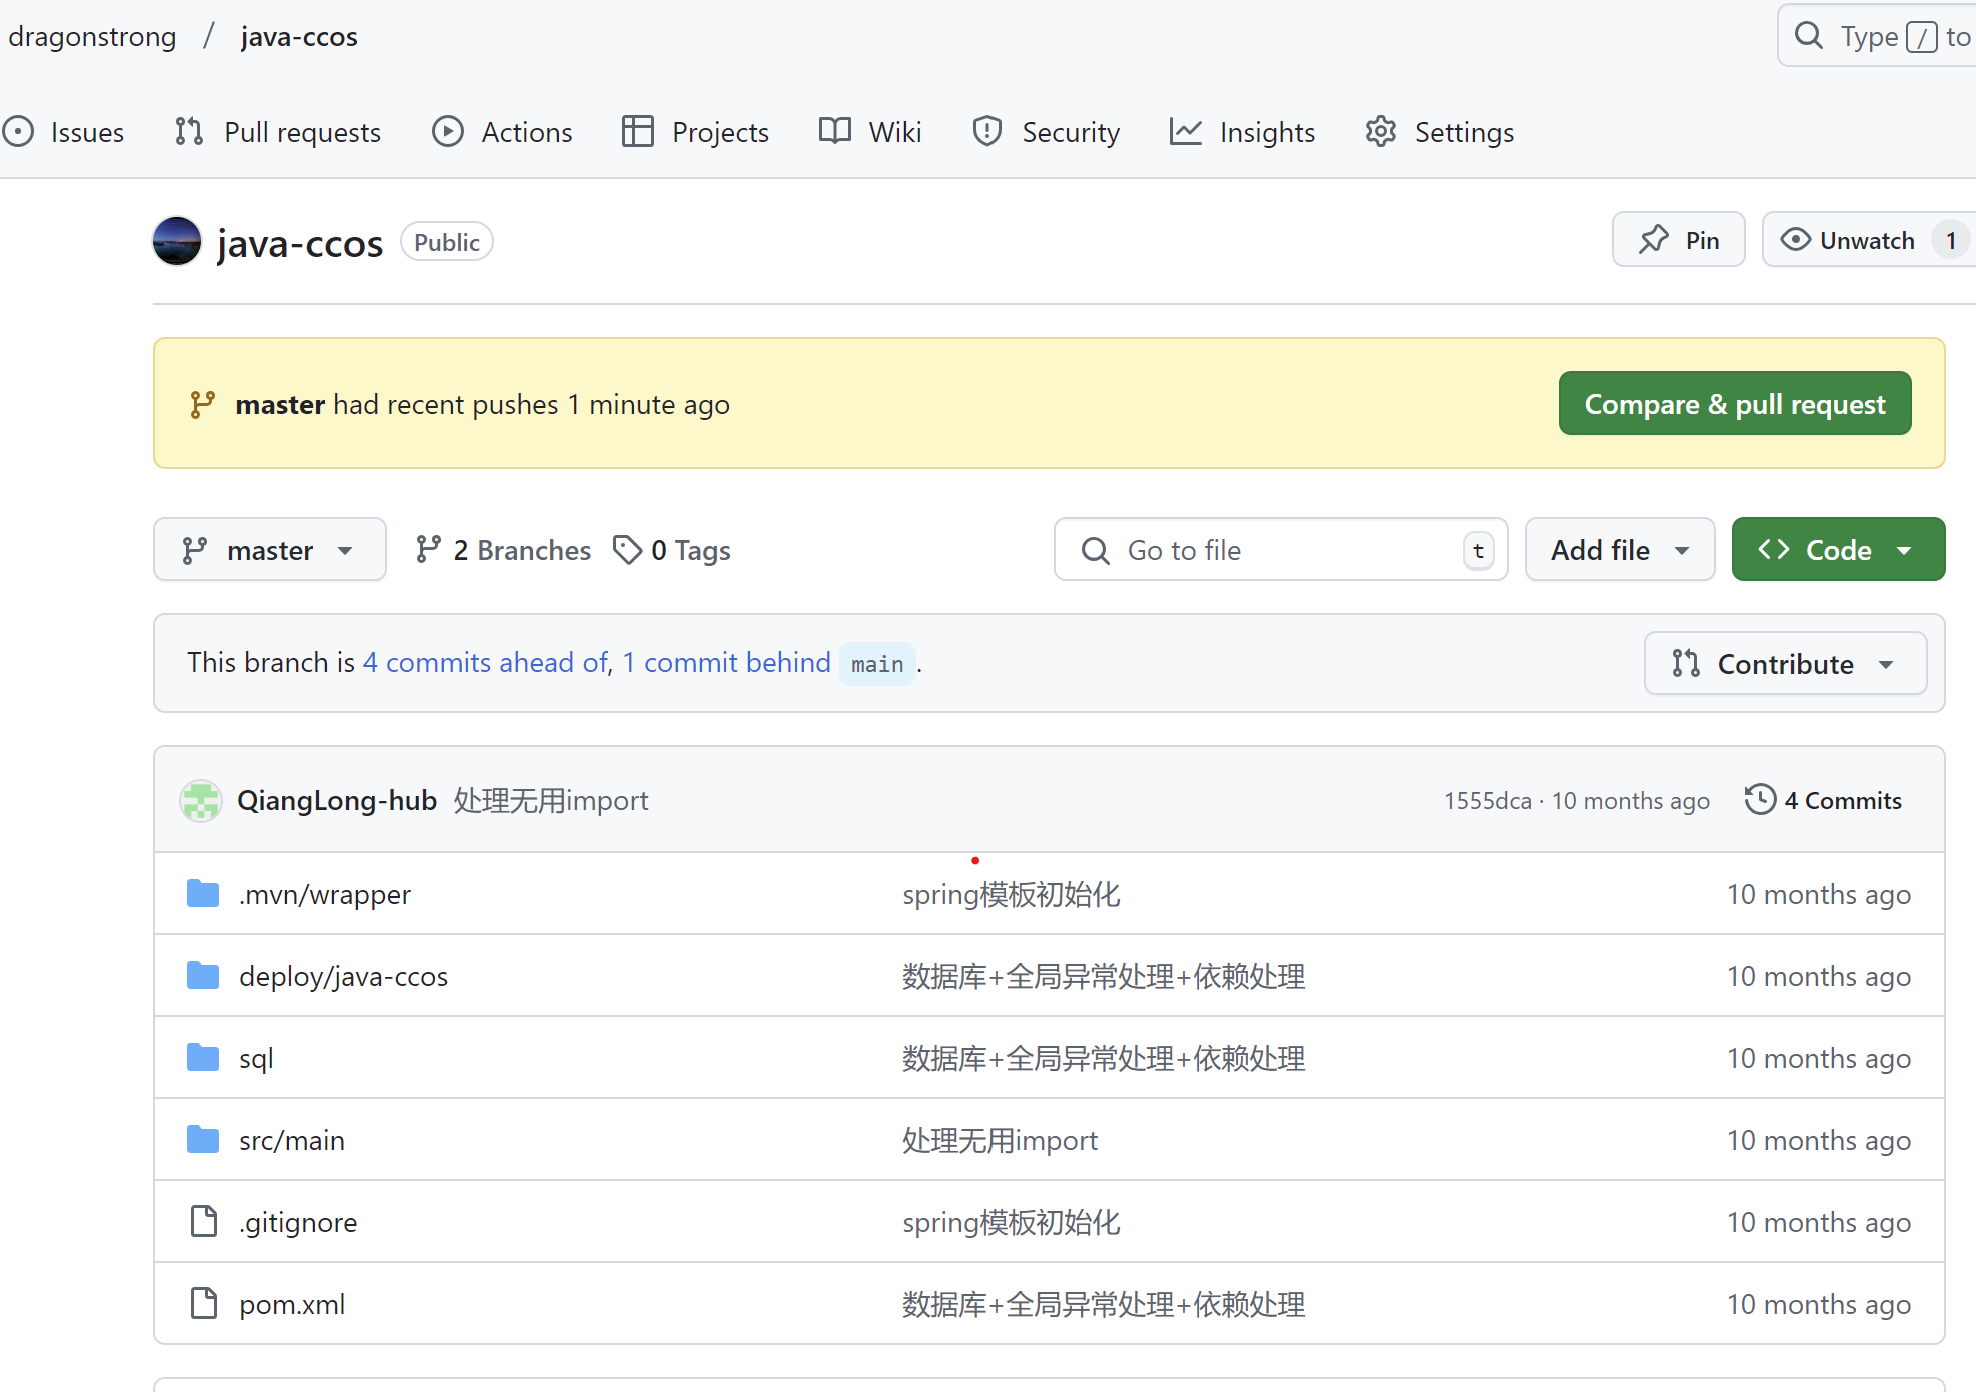 dragonstrong / java-ccos
Type / to
Issues Pull requests Actions Projects Wiki Security Insights Settings
java-ccos Public
Pin Unwatch 1
master had recent pushes 1 minute ago
Compare & pull request
master 2 Branches 0 Tags
Go to file t
Add file
Code
This branch is 4 commits ahead of, 1 commit behind main .
Contribute
QiangLong-hub 处理无用import 1555dca · 10 months ago 4 Commits
.mvn/wrapper spring模板初始化 10 months ago
deploy/java-ccos 数据库+全局异常处理+依赖处理 10 months ago
sql 数据库+全局异常处理+依赖处理 10 months ago
src/main 处理无用import 10 months ago
.gitignore spring模板初始化 10 months ago
pom.xml 数据库+全局异常处理+依赖处理 10 months ago